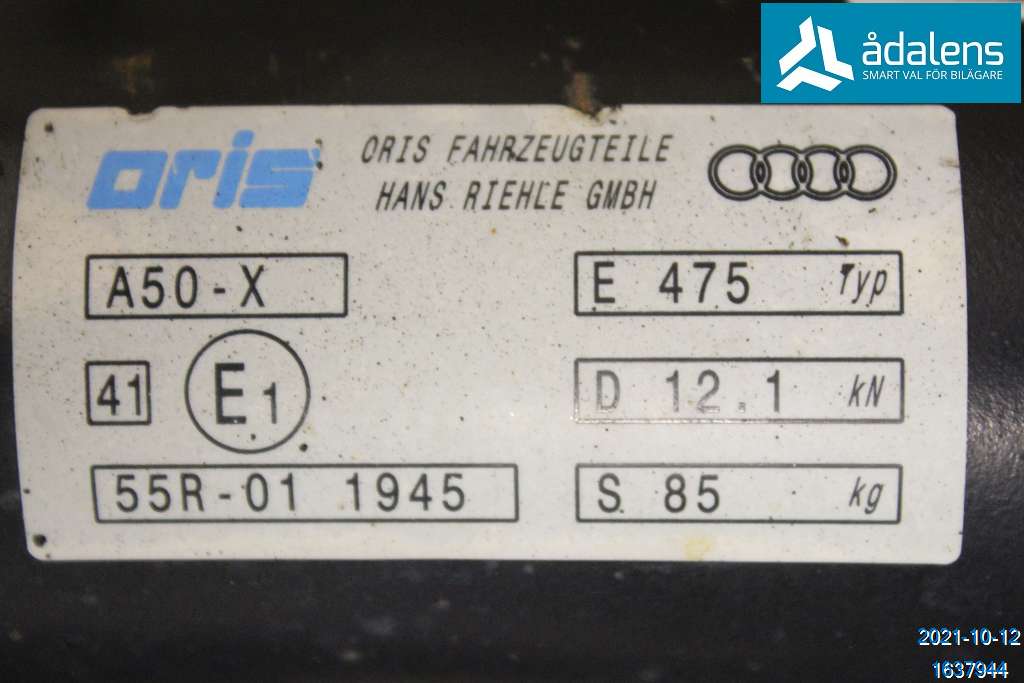 ådalens
SMART VAL FÖR BILÄGARE
oris
ORIS FAHRZEUGTEILE
HANS RIEHLE GMBH
A50-X
E 475 Typ
41 E1
D 12.1 kN
55R-01 1945
S 85 kg
2021-10-12
1637944